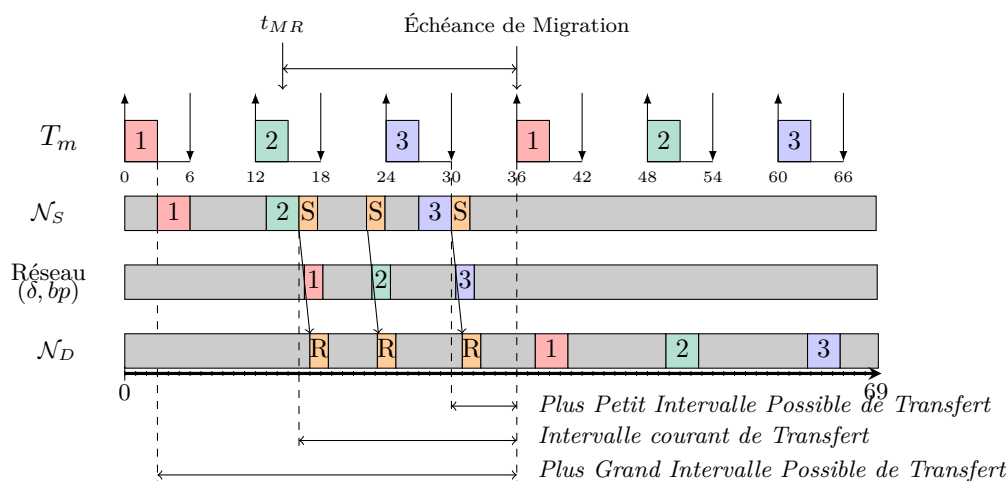 t_{MR} Échéance de Migration
T_m 1 2 3 1 2 3
0 6 12 18 24 30 36 42 48 54 60 66
𝒩_S 1 2 S S 3 S
Réseau
(δ, bp) 1 2 3
𝒩_D R R R 1 2 3
0 69
Plus Petit Intervalle Possible de Transfert
Intervalle courant de Transfert
Plus Grand Intervalle Possible de Transfert